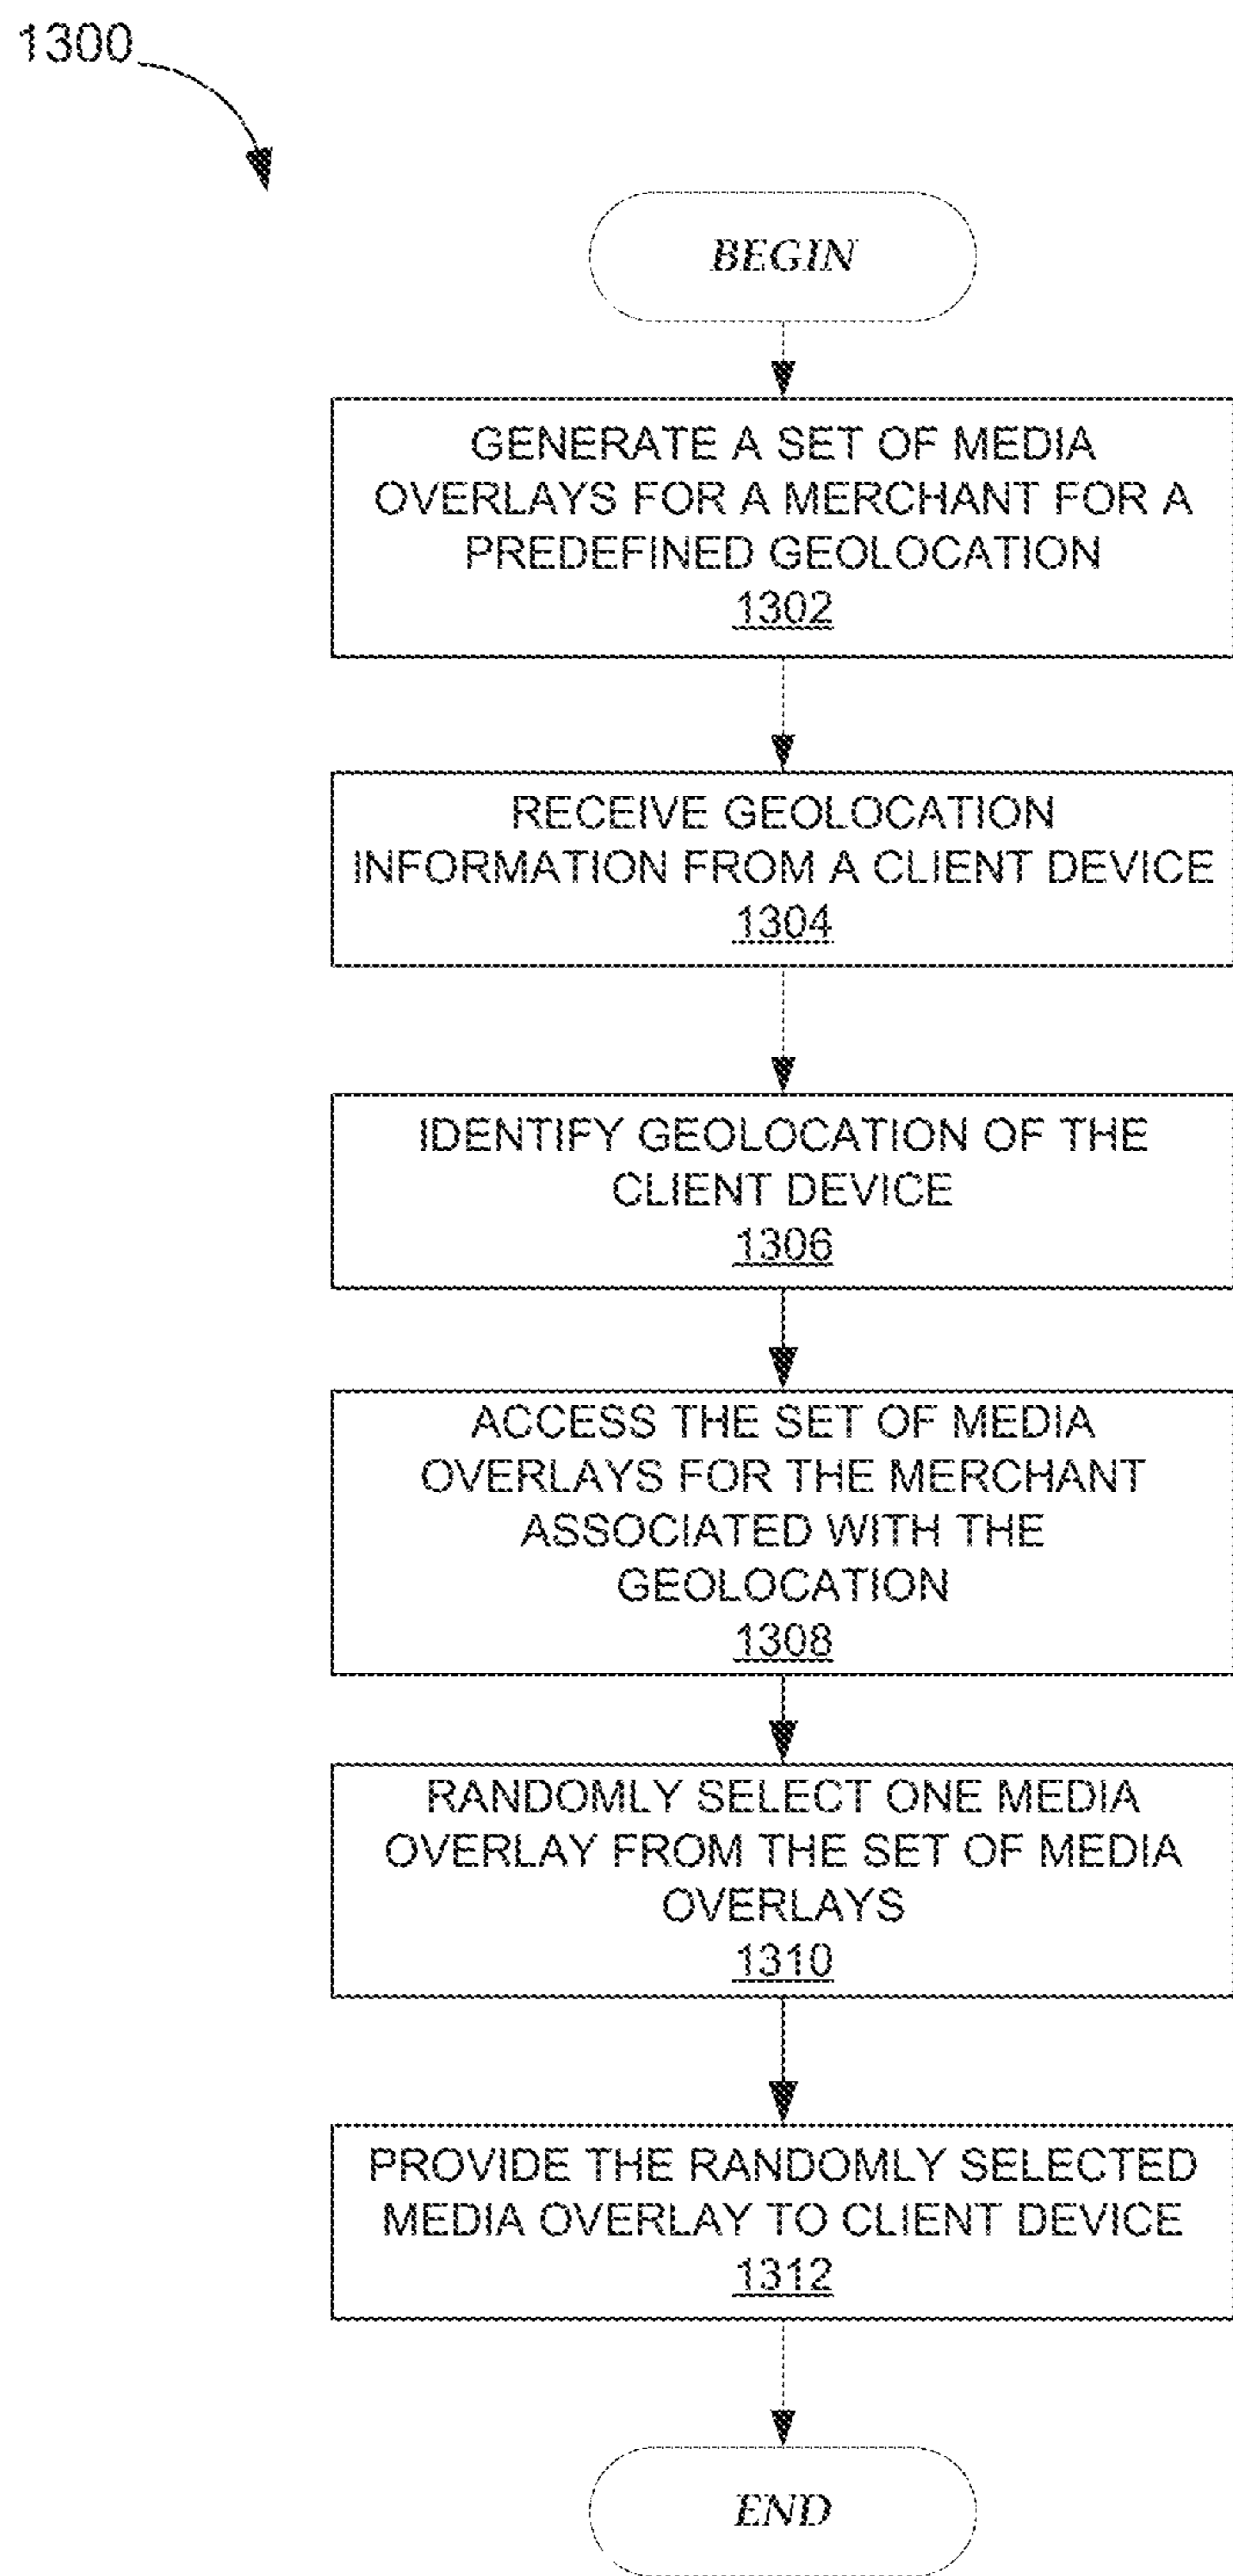 1300
BEGIN
GENERATE A SET OF MEDIA
OVERLAYS FOR A MERCHANT FOR A
PREDEFINED GEOLOCATION
1302
RECEIVE GEOLOCATION
INFORMATION FROM A CLIENT DEVICE
1304
IDENTIFY GEOLOCATION OF THE
CLIENT DEVICE
1306
ACCESS THE SET OF MEDIA
OVERLAYS FOR THE MERCHANT
ASSOCIATED WITH THE
GEOLOCATION
1308
RANDOMLY SELECT ONE MEDIA
OVERLAY FROM THE SET OF MEDIA
OVERLAYS
1310
PROVIDE THE RANDOMLY SELECTED
MEDIA OVERLAY TO CLIENT DEVICE
1312
END